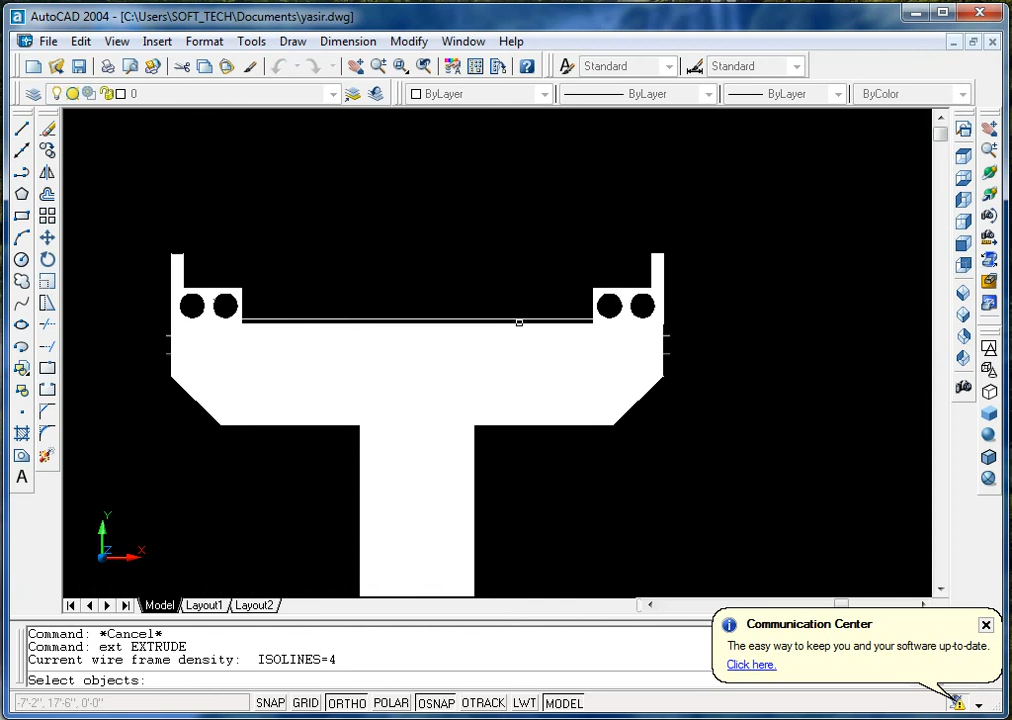 AutoCAD 2004 - [C:\Users\SOFT_TECH\Documents\yasir.dwg]
File Edit View Insert Format Tools Draw Dimension Modify Window Help
Standard Standard
0 ByLayer ByLayer ByLayer ByColor
A
Y
Z X
Model Layout1 Layout2
Command: *Cancel*
Command: ext EXTRUDE
Current wire frame density: ISOLINES=4
Select objects:
Communication Center
The easy way to keep you and your software up-to-date.
Click here.
-7'-2", 17'-6", 0'-0" SNAP GRID ORTHO POLAR OSNAP OTRACK LWT MODEL